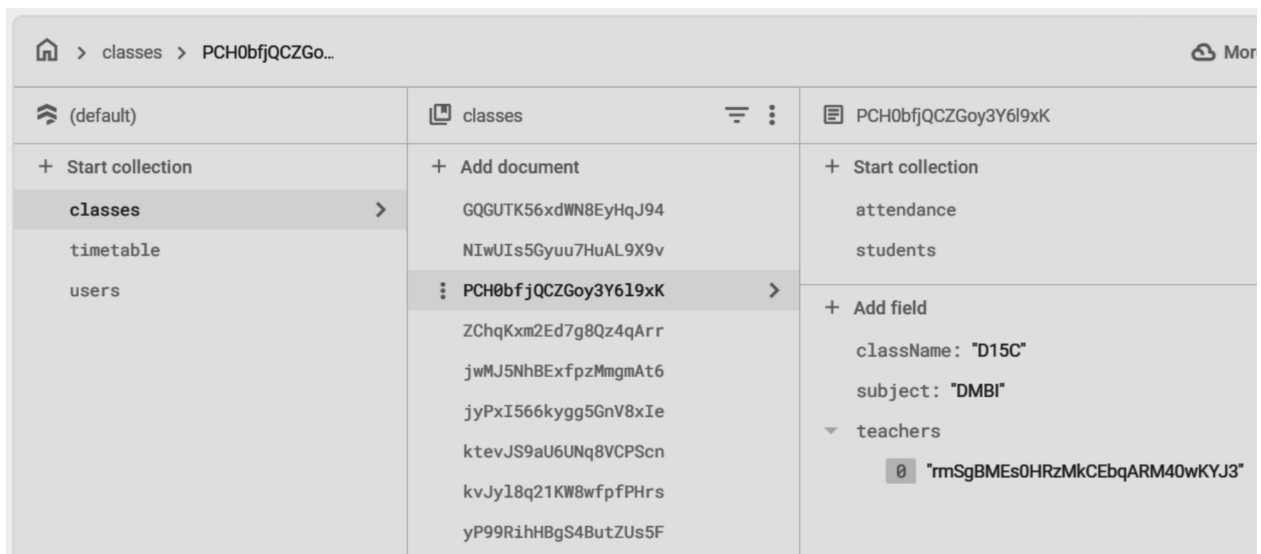 classes > PCH0bfjQCZGo... Mor
(default)
+ Start collection
classes
timetable
users
classes
+ Add document
GQGUTK56xdWN8EyHqJ94
NIwUIs5Gyuu7HuAL9X9v
PCH0bfjQCZGoy3Y6l9xK
ZChqKxm2Ed7g8Qz4qArr
jwMJ5NhBExfpzMmgmAt6
jyPxI566kygg5GnV8xIe
ktevJS9aU6UNq8VCPScn
kvJyl8q21KW8wfpfPHrs
yP99RihHBgS4ButZUs5F
PCH0bfjQCZGoy3Y6l9xK
+ Start collection
attendance
students
+ Add field
className: "D15C"
subject: "DMBI"
teachers
0 "rmSgBMEs0HRzMkCEbqARM40wKYJ3"